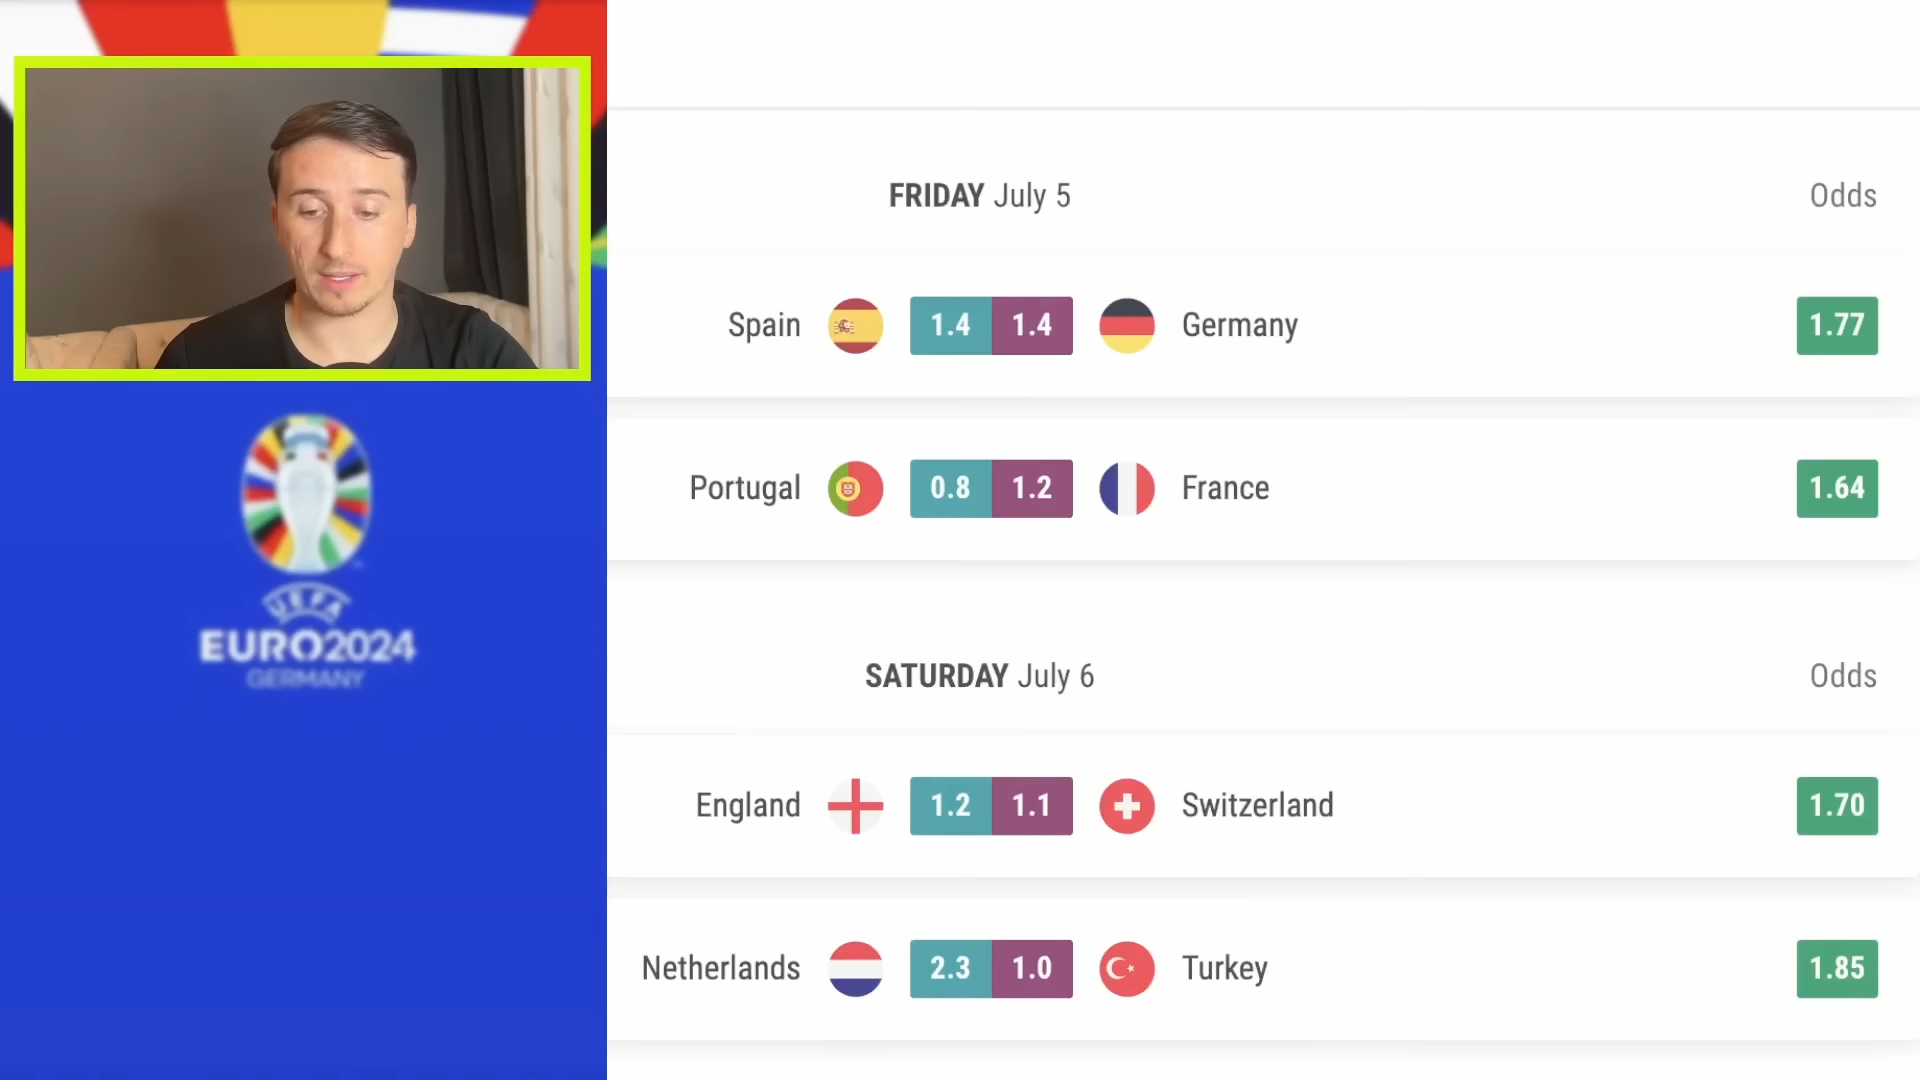 UEFA
EURO2024
GERMANY
FRIDAY July 5 Odds
Spain 1.4 1.4 Germany 1.77
Portugal 0.8 1.2 France 1.64
SATURDAY July 6 Odds
England 1.2 1.1 Switzerland 1.70
Netherlands 2.3 1.0 Turkey 1.85